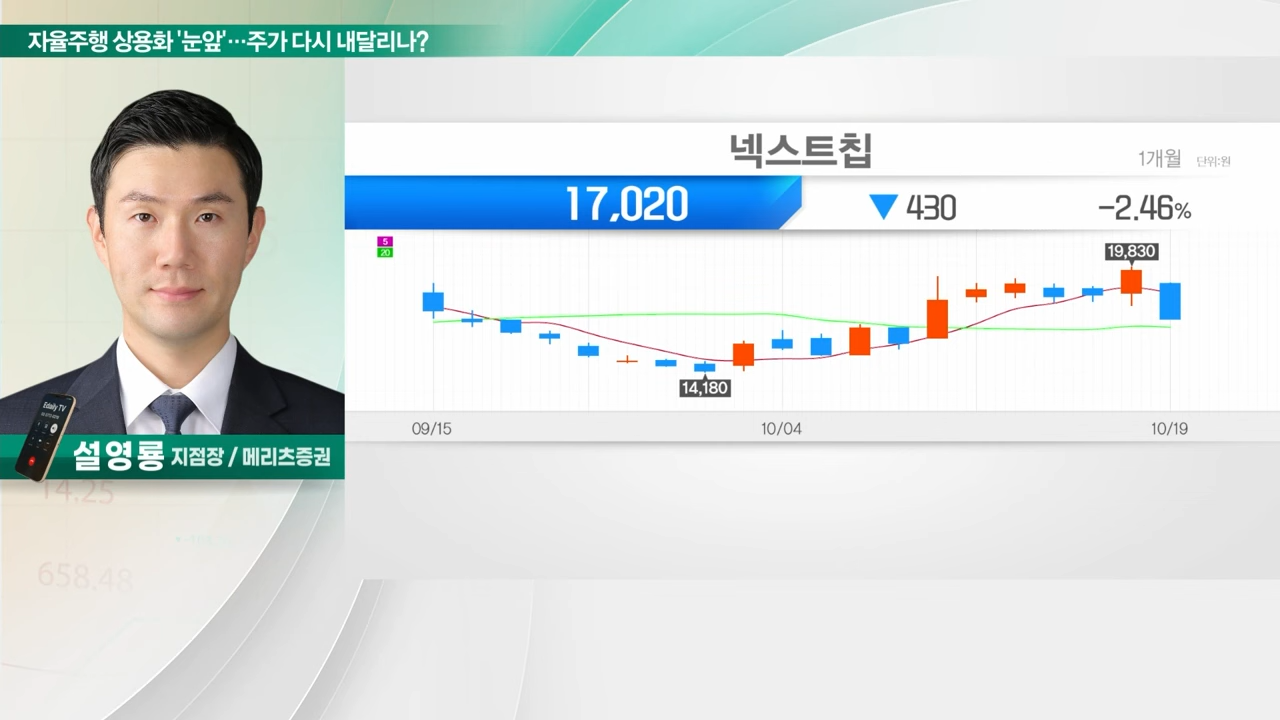 자율주행 상용화 '눈앞'…주가 다시 내달리나?
넥스트칩
1개월 단위:원
17,020 ▼ 430 -2.46%
5
20
19,830
14,180
09/15 10/04 10/19
Edaily TV
설영룡 지점장 / 메리츠증권
14.25
658.48